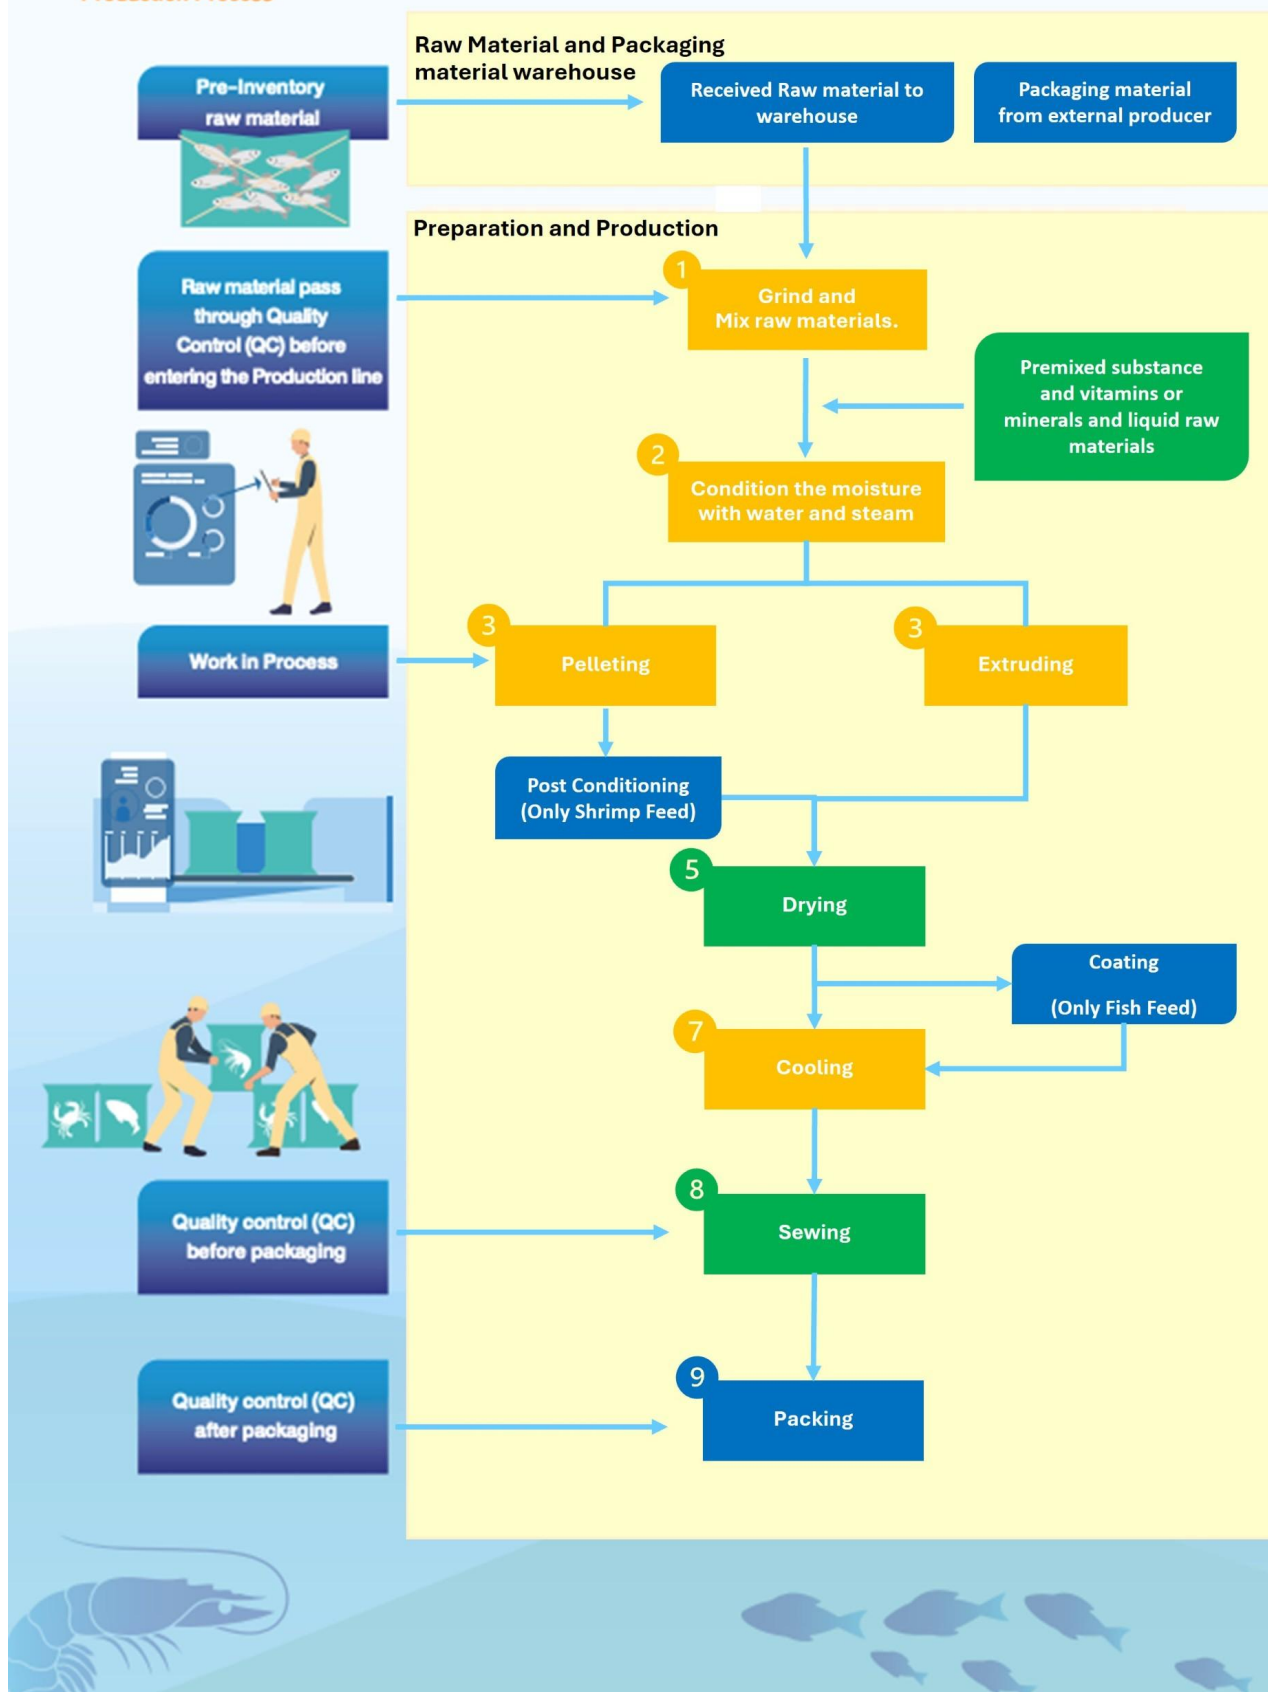 Production Process
Raw Material and Packaging
material warehouse
Pre-Inventory
raw material
Received Raw material to
warehouse
Packaging material
from external producer
Preparation and Production
Raw material pass
through Quality
Control (QC) before
entering the Production line
1
Grind and
Mix raw materials.
Premixed substance
and vitamins or
minerals and liquid raw
materials
2
Condition the moisture
with water and steam
Work in Process
3
Pelleting
3
Extruding
Post Conditioning
(Only Shrimp Feed)
5
Drying
Coating
(Only Fish Feed)
7
Cooling
Quality control (QC)
before packaging
8
Sewing
Quality control (QC)
after packaging
9
Packing